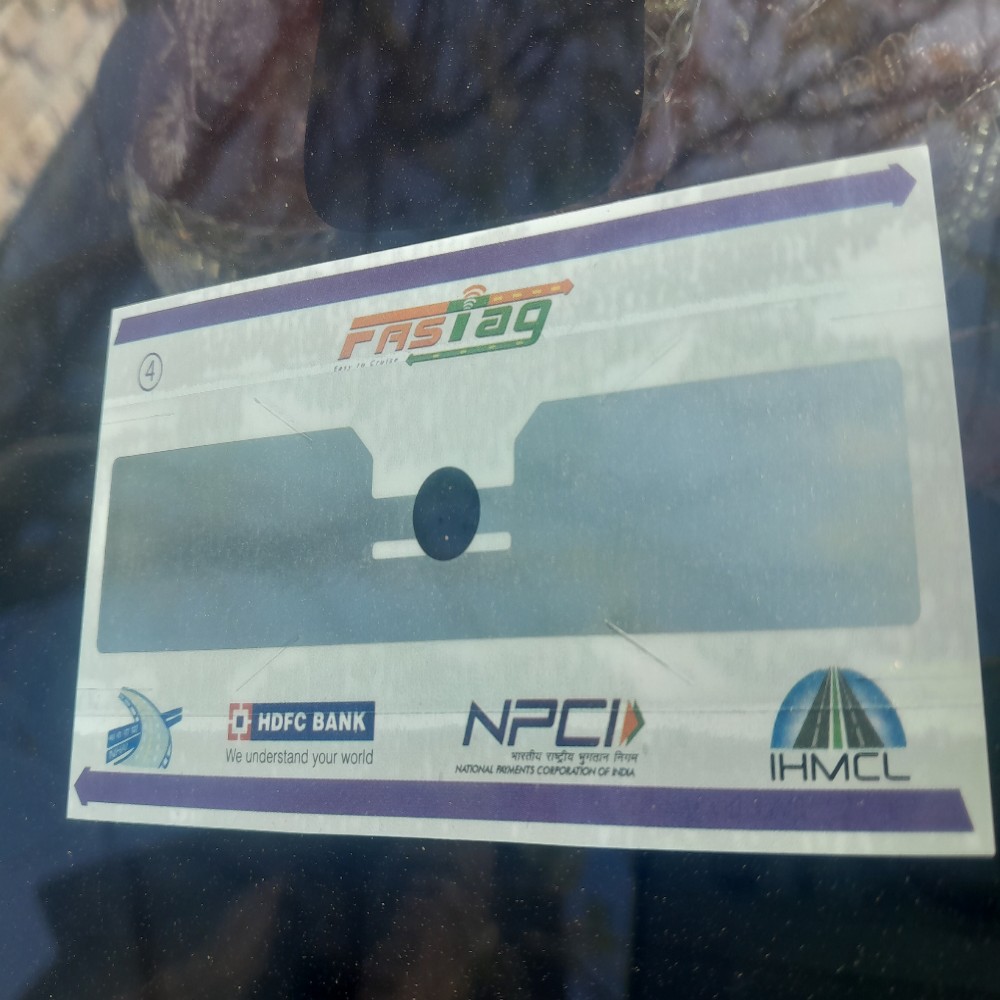 FASTag
Easy to Cruise
4
HDFC BANK
We understand your world
NPCI
भारतीय राष्ट्रीय भुगतान निगम
NATIONAL PAYMENTS CORPORATION OF INDIA
IHMCL